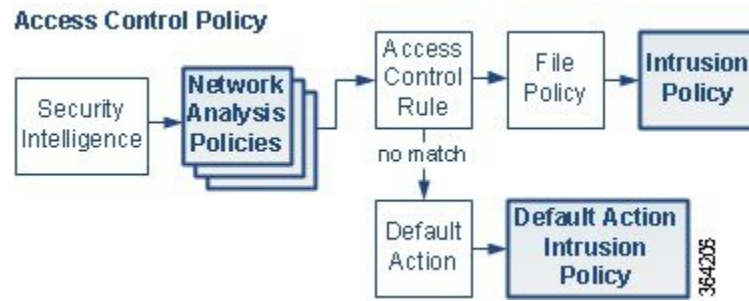 Access Control Policy
Security
Intelligence
Network
Analysis
Policies
Access
Control
Rule
File
Policy
Intrusion
Policy
no match
Default
Action
Default Action
Intrusion
Policy
364206